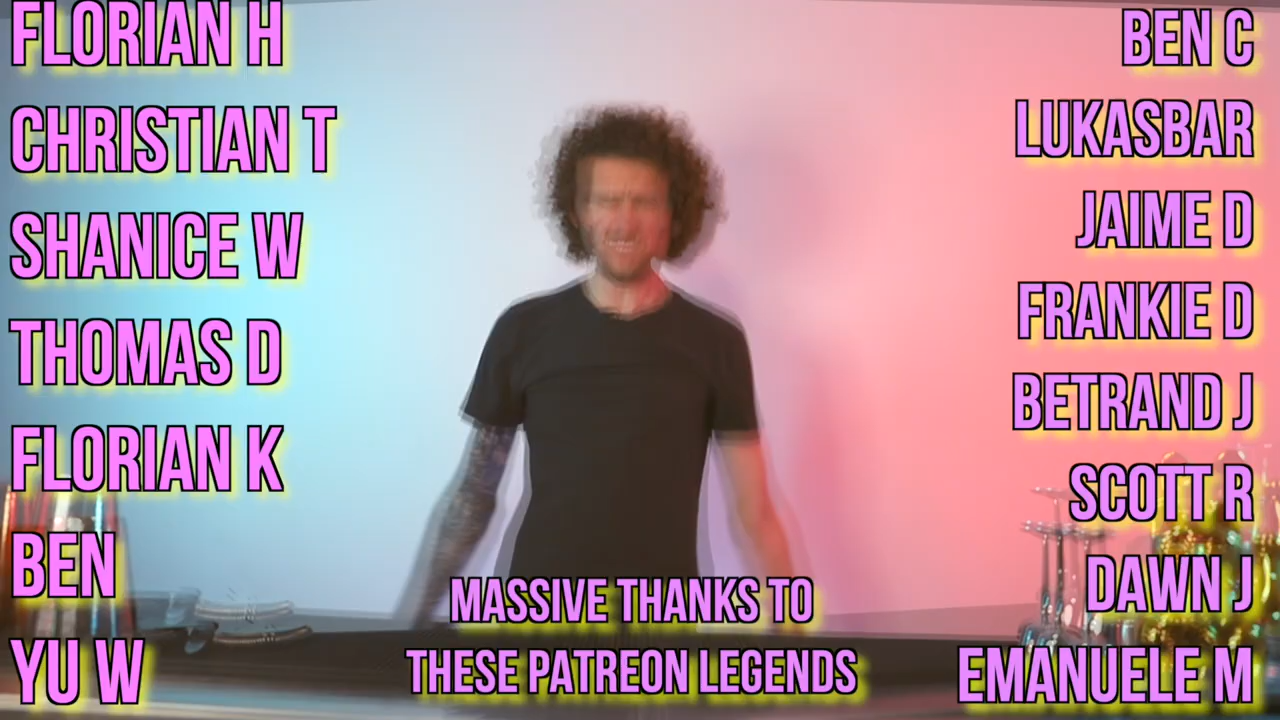 FLORIAN H
CHRISTIAN T
SHANICE W
THOMAS D
FLORIAN K
BEN
YU W
BEN C
LUKASBAR
JAIME D
FRANKIE D
BETRAND J
SCOTT R
DAWN J
EMANUELE M
MASSIVE THANKS TO
THESE PATREON LEGENDS